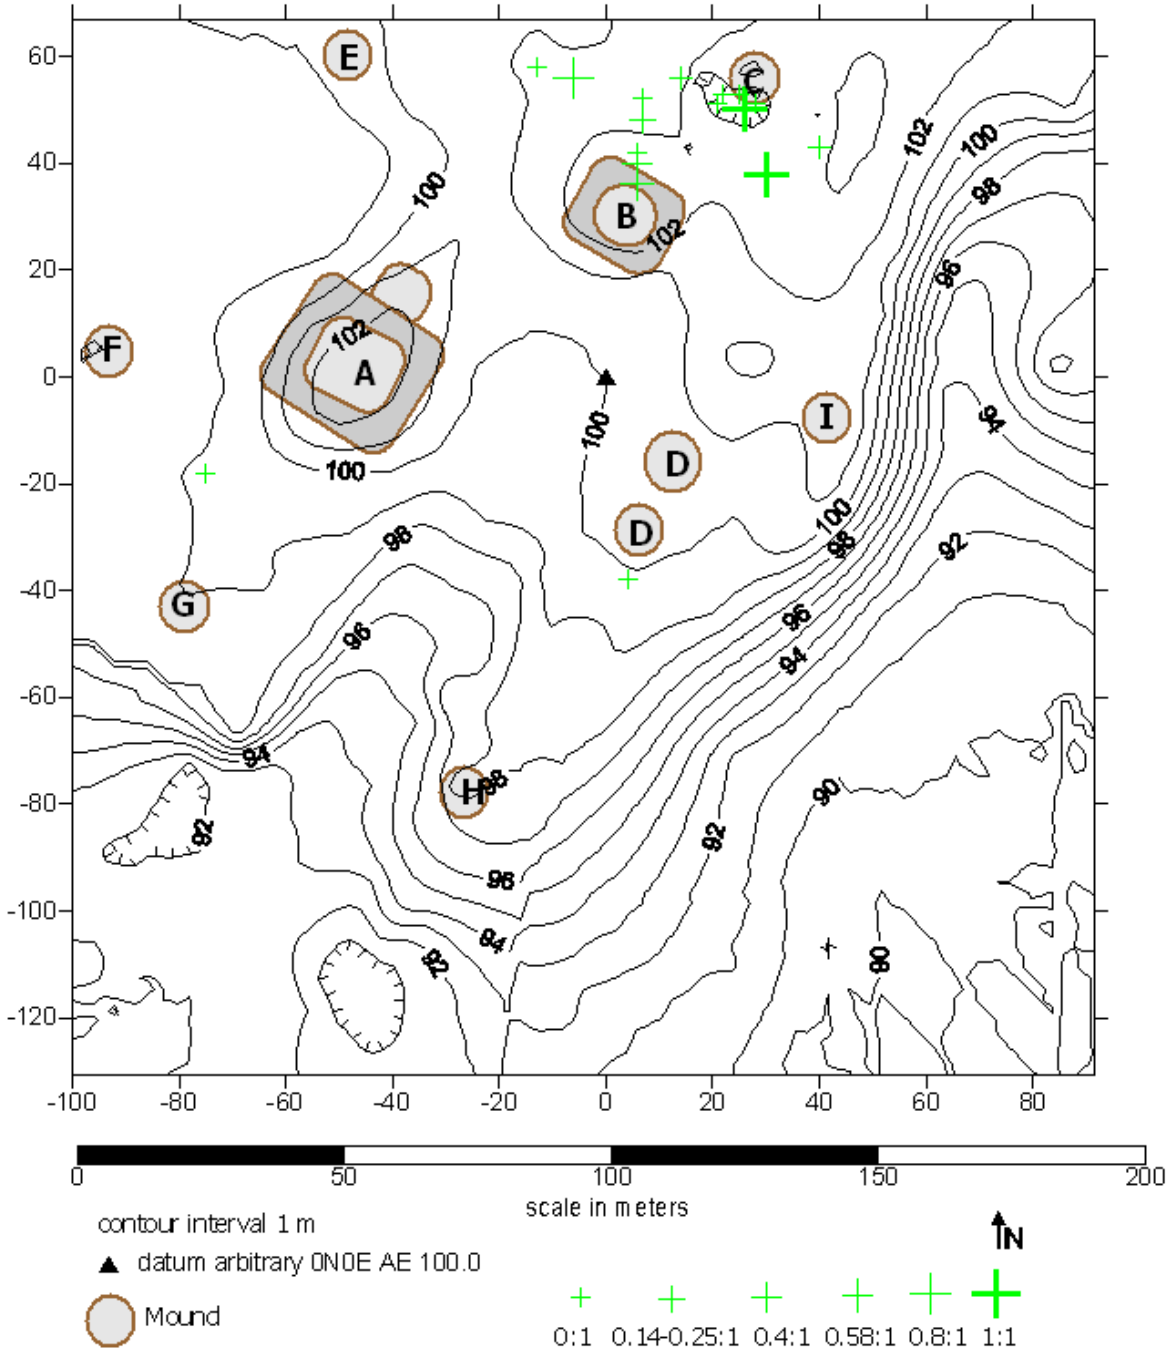 60
E
C
102
100
40
100
98
B
102
20
96
102
F
A
0
I
94
100
100
D
-20
100
98
D
98
92
-40
G
96
96
94
-60
94
H
98
90
-80
92
92
96
-100
94
92
90
-120
-100 -80 -60 -40 -20 0 20 40 60 80
0 50 100 150 200
scale in meters
contour interval 1 m
N
datum arbitrary 0N0E AE 100.0
Mound
0:1 0.14-0.25:1 0.4:1 0.58:1 0.8:1 1:1